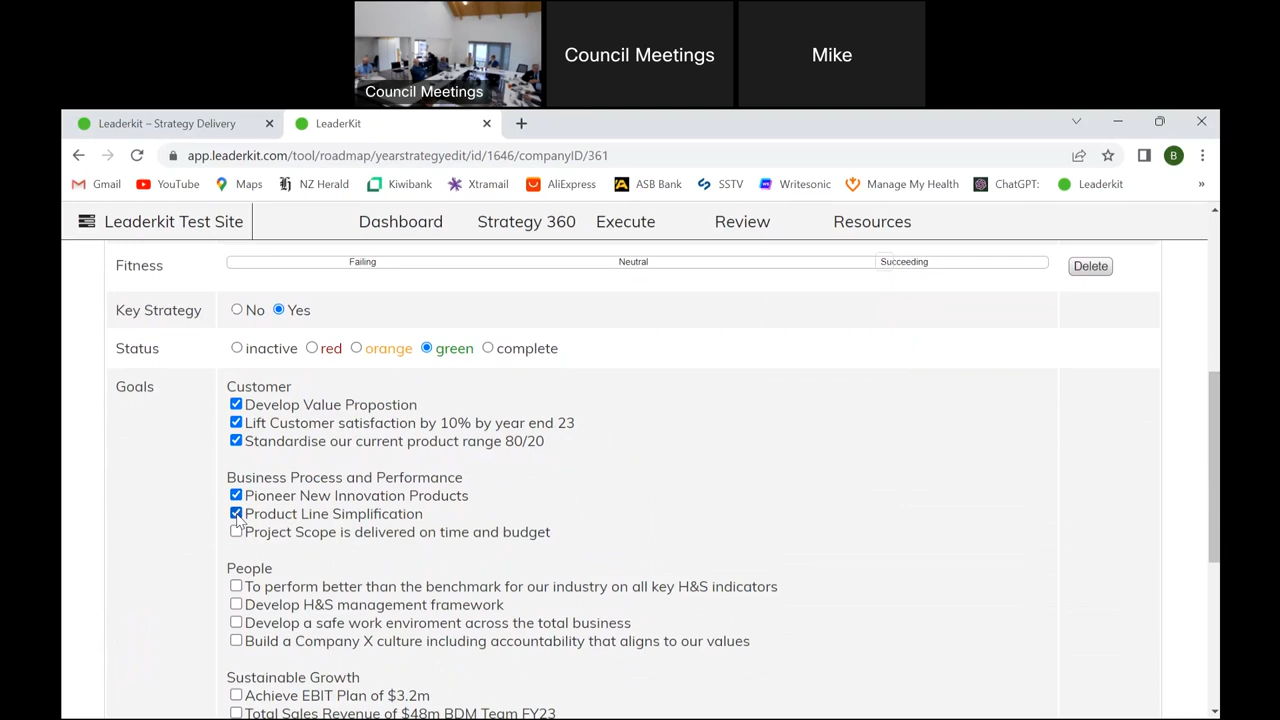 Council Meetings
Council Meetings
Mike
Leaderkit – Strategy Delivery
LeaderKit
app.leaderkit.com/tool/roadmap/yearstrategyedit/id/1646/companyID/361
B
Gmail YouTube Maps NZ Herald Kiwibank Xtramail AliExpress ASB Bank SSTV Writesonic Manage My Health ChatGPT: Leaderkit »
Leaderkit Test Site Dashboard Strategy 360 Execute Review Resources
Fitness Failing Neutral Succeeding Delete
Key Strategy No Yes
Status inactive red orange green complete
Goals Customer
Develop Value Propostion
Lift Customer satisfaction by 10% by year end 23
Standardise our current product range 80/20
Business Process and Performance
Pioneer New Innovation Products
Product Line Simplification
Project Scope is delivered on time and budget
People
To perform better than the benchmark for our industry on all key H&S indicators
Develop H&S management framework
Develop a safe work enviroment across the total business
Build a Company X culture including accountability that aligns to our values
Sustainable Growth
Achieve EBIT Plan of $3.2m
Total Sales Revenue of $48m BDM Team FY23